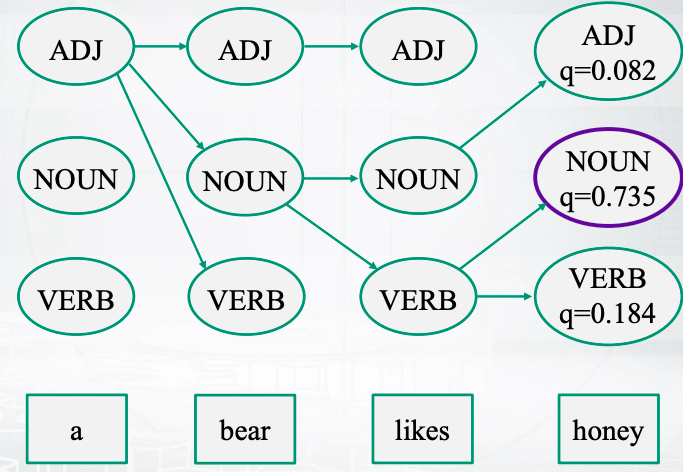 ADJ
ADJ
ADJ
ADJ
q=0.082
NOUN
NOUN
NOUN
NOUN
q=0.735
VERB
VERB
VERB
VERB
q=0.184
a
bear
likes
honey